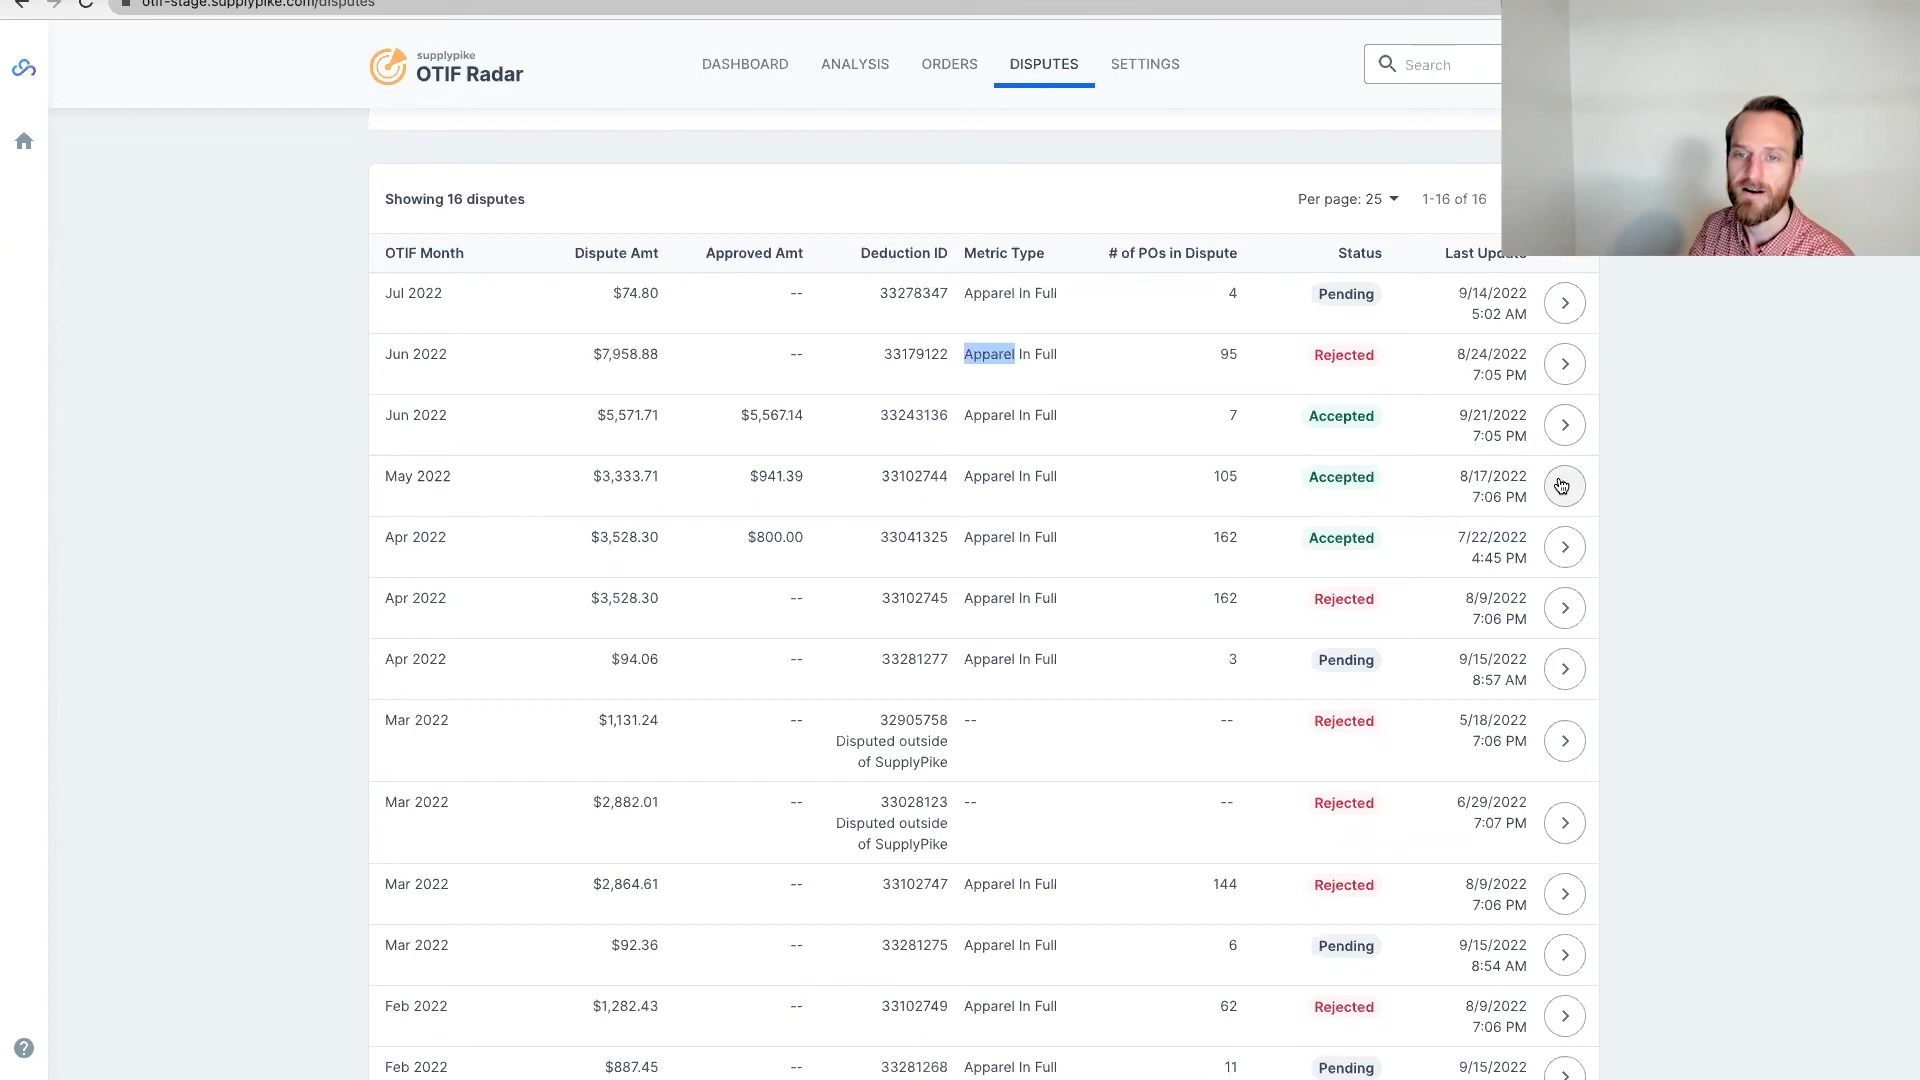 otif-stage.supplypike.com/disputes
supplypike
OTIF Radar
DASHBOARD ANALYSIS ORDERS DISPUTES SETTINGS
Search
Showing 16 disputes
Per page: 25 1-16 of 16
OTIF Month Dispute Amt Approved Amt Deduction ID Metric Type # of POs in Dispute Status Last Update
Jul 2022 $74.80 -- 33278347 Apparel In Full 4 Pending 9/14/2022
5:02 AM
Jun 2022 $7,958.88 -- 33179122 Apparel In Full 95 Rejected 8/24/2022
7:05 PM
Jun 2022 $5,571.71 $5,567.14 33243136 Apparel In Full 7 Accepted 9/21/2022
7:05 PM
May 2022 $3,333.71 $941.39 33102744 Apparel In Full 105 Accepted 8/17/2022
7:06 PM
Apr 2022 $3,528.30 $800.00 33041325 Apparel In Full 162 Accepted 7/22/2022
4:45 PM
Apr 2022 $3,528.30 -- 33102745 Apparel In Full 162 Rejected 8/9/2022
7:06 PM
Apr 2022 $94.06 -- 33281277 Apparel In Full 3 Pending 9/15/2022
8:57 AM
Mar 2022 $1,131.24 -- 32905758 -- -- Rejected 5/18/2022
Disputed outside 7:06 PM
of SupplyPike
Mar 2022 $2,882.01 -- 33028123 -- -- Rejected 6/29/2022
Disputed outside 7:07 PM
of SupplyPike
Mar 2022 $2,864.61 -- 33102747 Apparel In Full 144 Rejected 8/9/2022
7:06 PM
Mar 2022 $92.36 -- 33281275 Apparel In Full 6 Pending 9/15/2022
8:54 AM
Feb 2022 $1,282.43 -- 33102749 Apparel In Full 62 Rejected 8/9/2022
7:06 PM
Feb 2022 $887.45 -- 33281268 Apparel In Full 11 Pending 9/15/2022
?